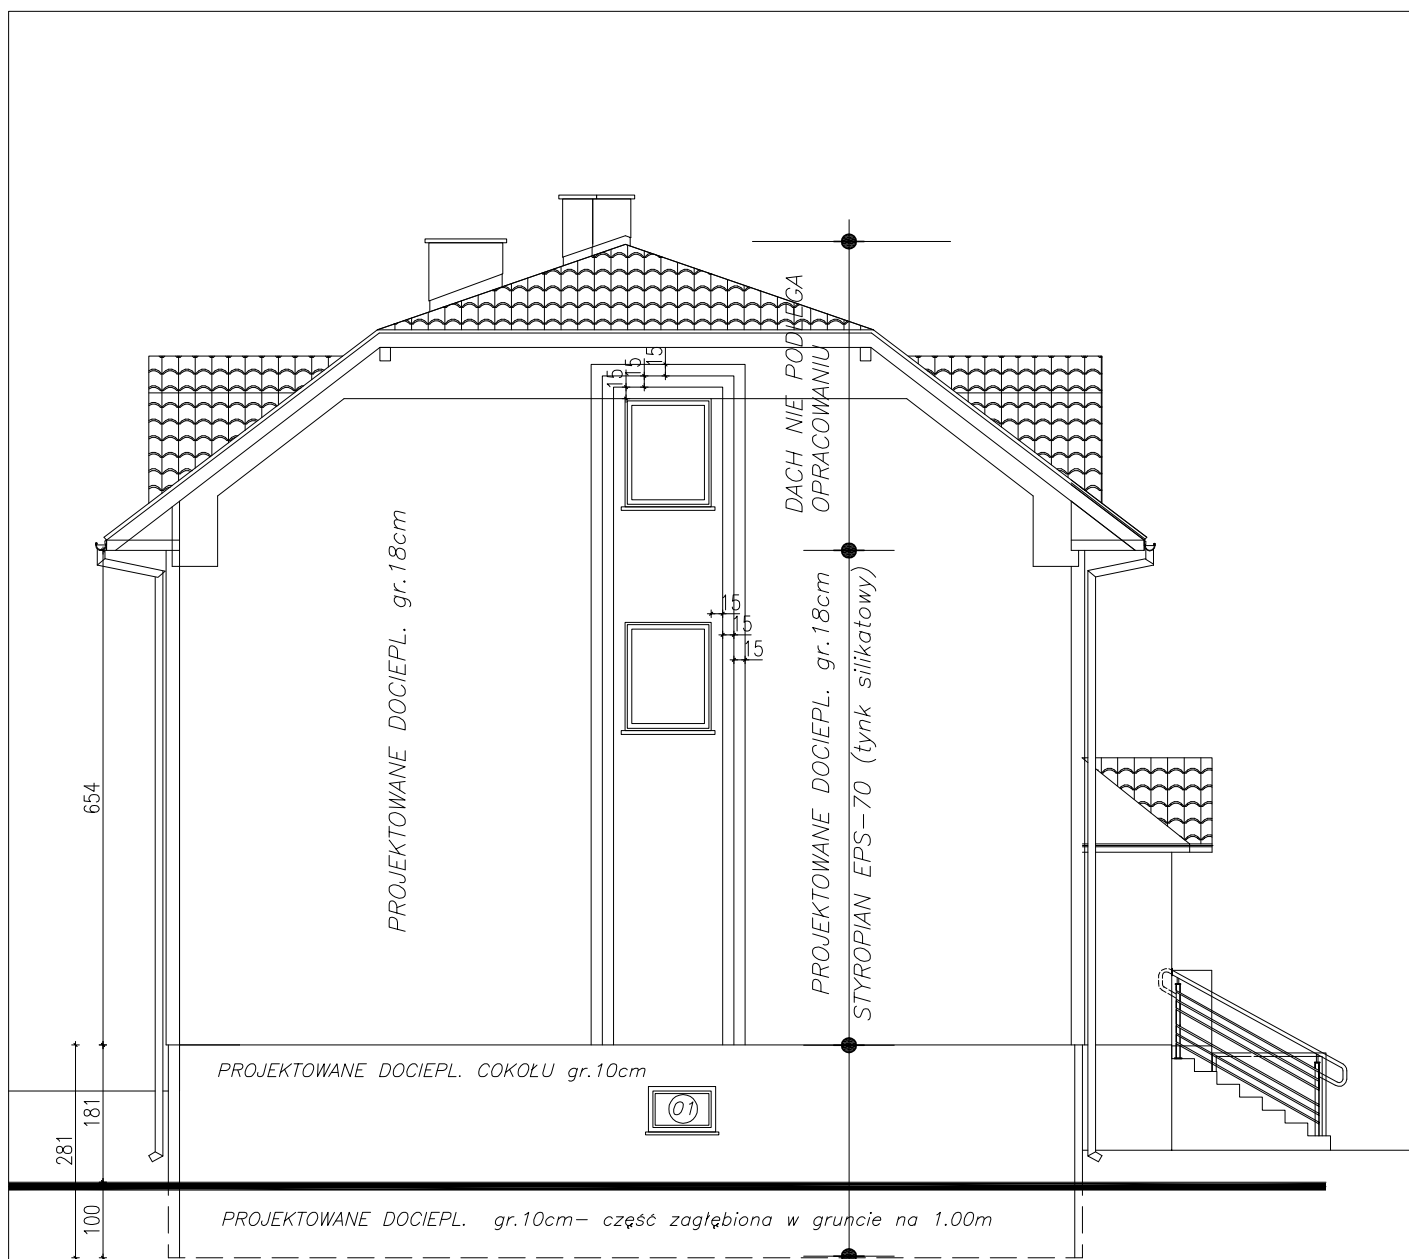 DACH NIE PODLEGA
OPRACOWANIU
15
15
15
PROJEKTOWANE DOCIEPL. gr.18cm
15
15
15
PROJEKTOWANE DOCIEPL. gr.18cm
STYROPIAN EPS-70 (tynk silikatowy)
654
PROJEKTOWANE DOCIEPL. COKOŁU gr.10cm
01
181
281
100
PROJEKTOWANE DOCIEPL. gr.10cm- część zagłębiona w gruncie na 1.00m